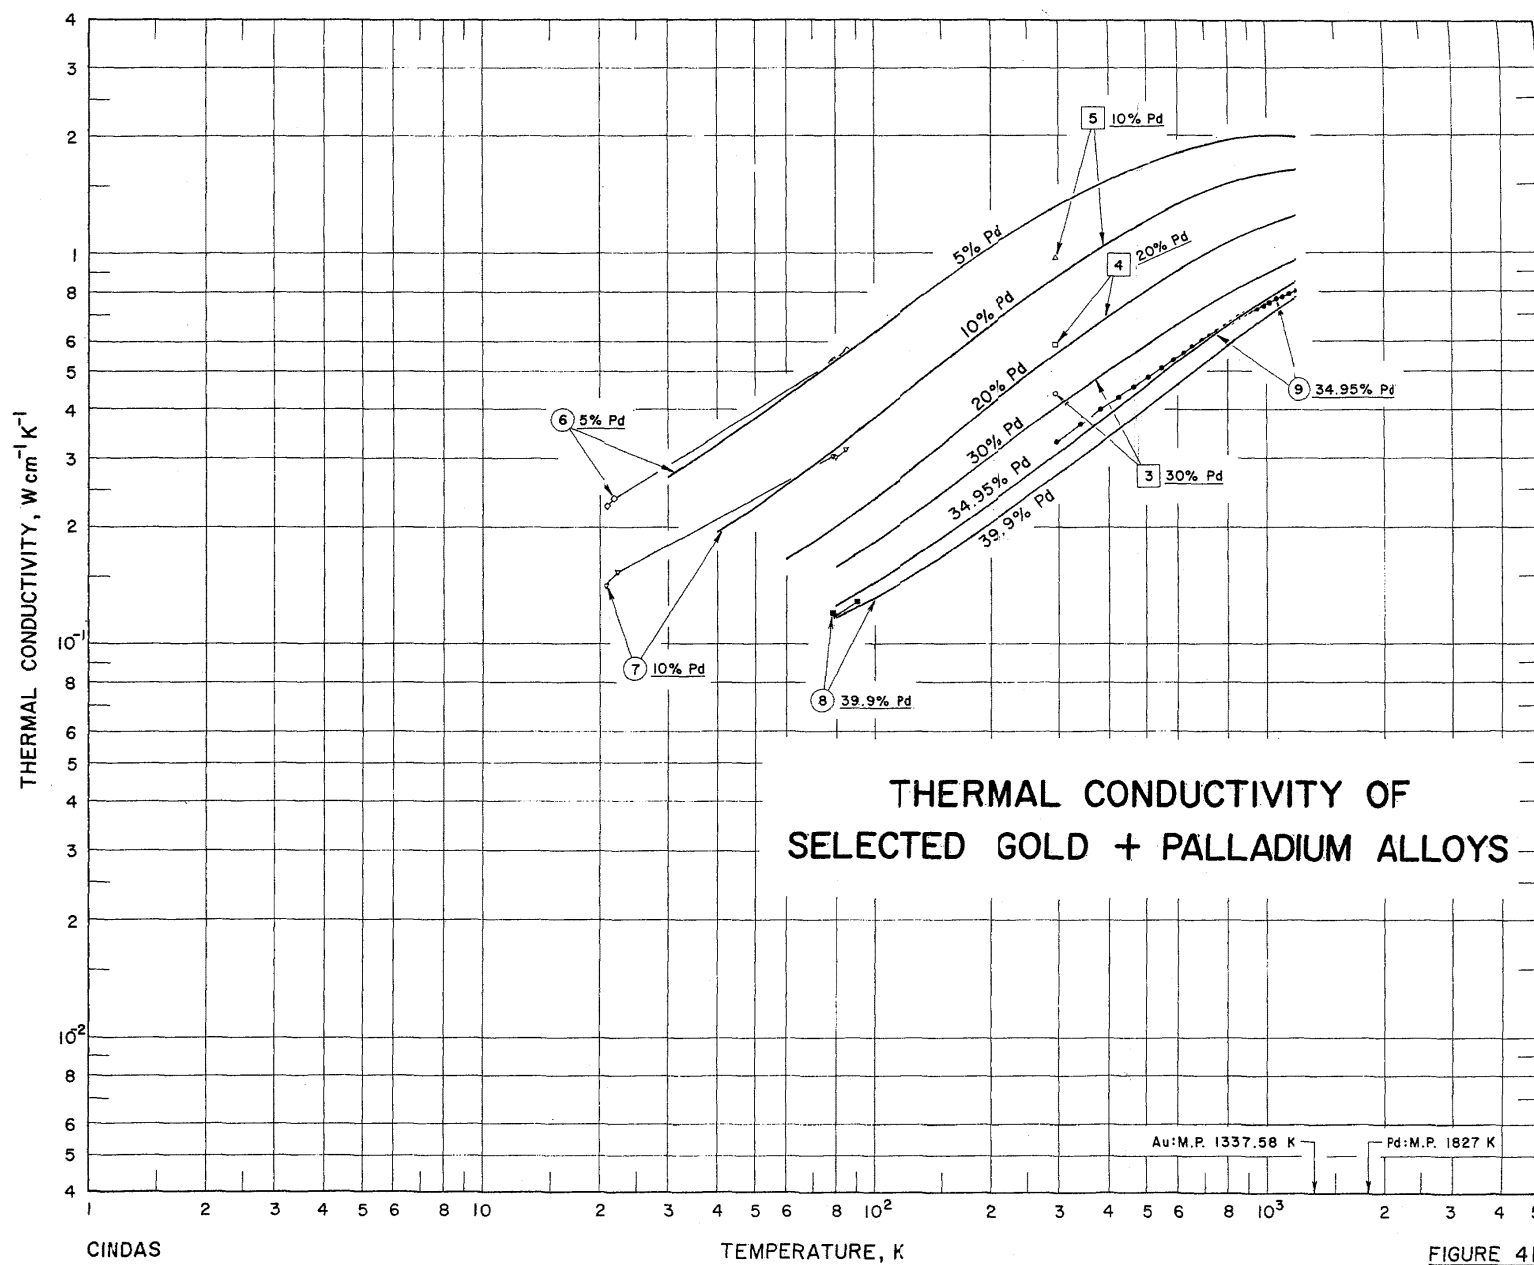 4
3
2
1
8
6
5
4
3
2
10⁻¹
8
6
5
4
3
2
10⁻²
8
6
5
4
THERMAL CONDUCTIVITY, W cm⁻¹ K⁻¹
5 10% Pd
5% Pd
4 20% Pd
10% Pd
20% Pd
9 34.95% Pd
6 5% Pd
30% Pd
3 30% Pd
34.95% Pd
39.9% Pd
7 10% Pd
8 39.9% Pd
THERMAL CONDUCTIVITY OF
SELECTED GOLD + PALLADIUM ALLOYS
Au:M.P. 1337.58 K
Pd:M.P. 1827 K
1 2 3 4 5 6 8 10 2 3 4 5 6 8 10² 2 3 4 5 6 8 10³ 2 3 4
CINDAS
TEMPERATURE, K
FIGURE